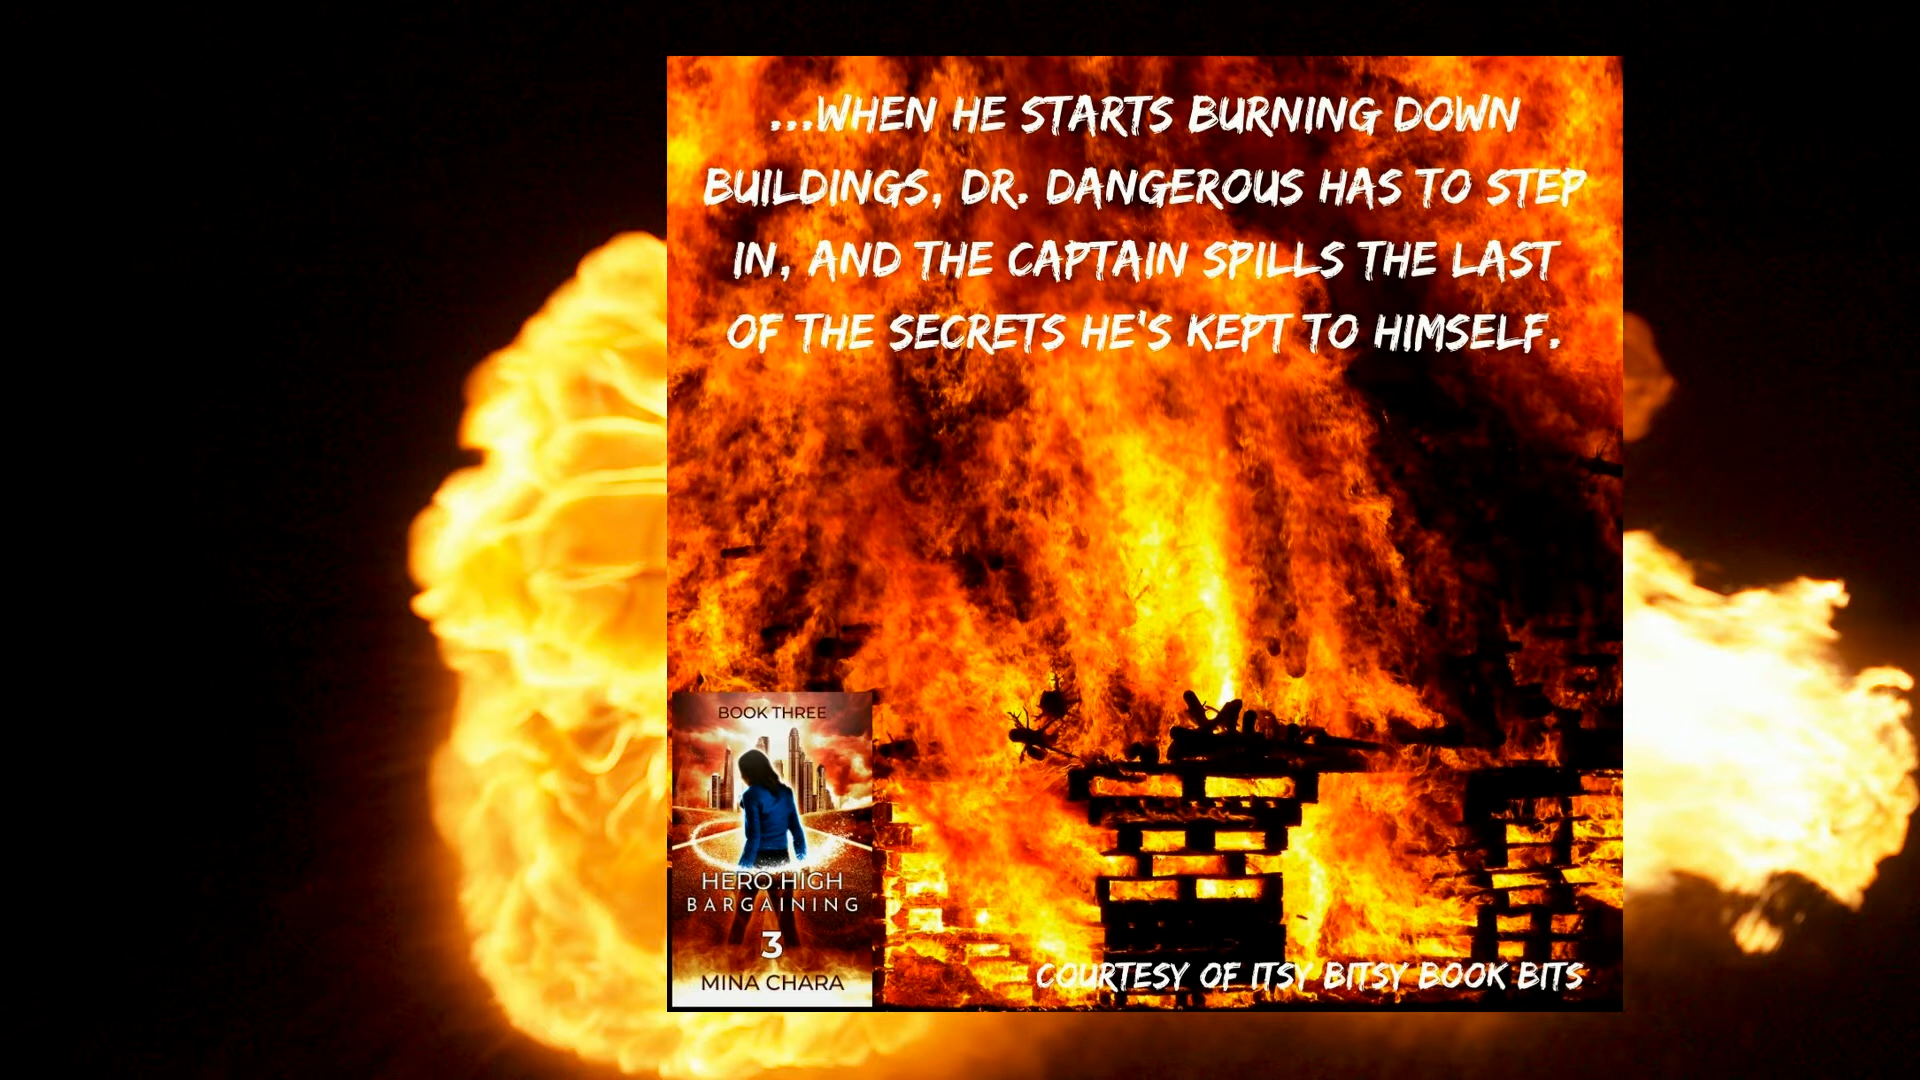 ...WHEN HE STARTS BURNING DOWN
BUILDINGS, DR. DANGEROUS HAS TO STEP
IN, AND THE CAPTAIN SPILLS THE LAST
OF THE SECRETS HE'S KEPT TO HIMSELF.
BOOK THREE
HERO HIGH
BARGAINING
3
MINA CHARA
COURTESY OF ITSY BITSY BOOK BITS